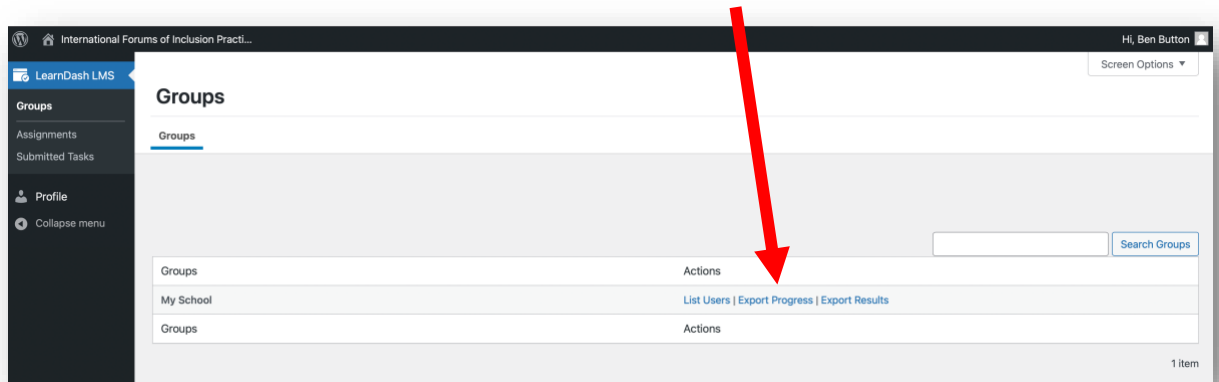 International Forums of Inclusion Practi...
Hi, Ben Button
LearnDash LMS
Screen Options ▼
Groups
Groups
Assignments
Submitted Tasks
Groups
Profile
Collapse menu
Search Groups
Groups Actions
My School List Users | Export Progress | Export Results
Groups Actions
1 item